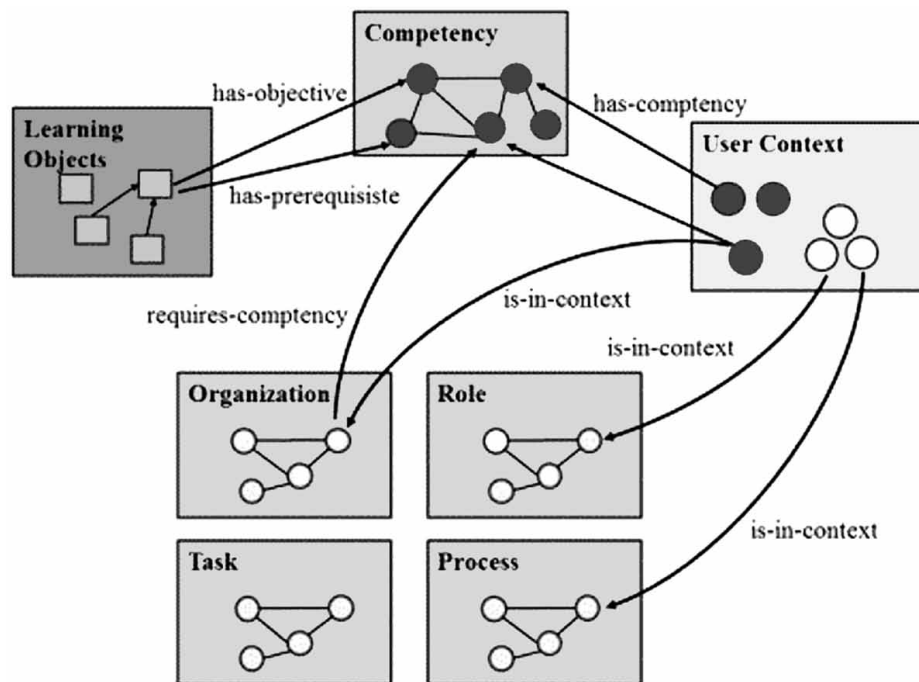 Competency
has-objective
has-comptency
Learning
Objects
User Context
has-prerequisiste
requires-comptency
is-in-context
is-in-context
Organization
Role
is-in-context
Task
Process